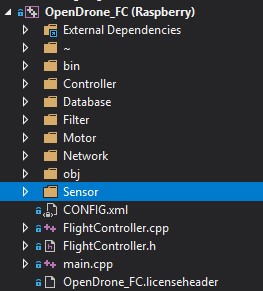 OpenDrone_FC (Raspberry)
External Dependencies
~
bin
Controller
Database
Filter
Motor
Network
obj
Sensor
CONFIG.xml
FlightController.cpp
FlightController.h
main.cpp
OpenDrone_FC.licenseheader